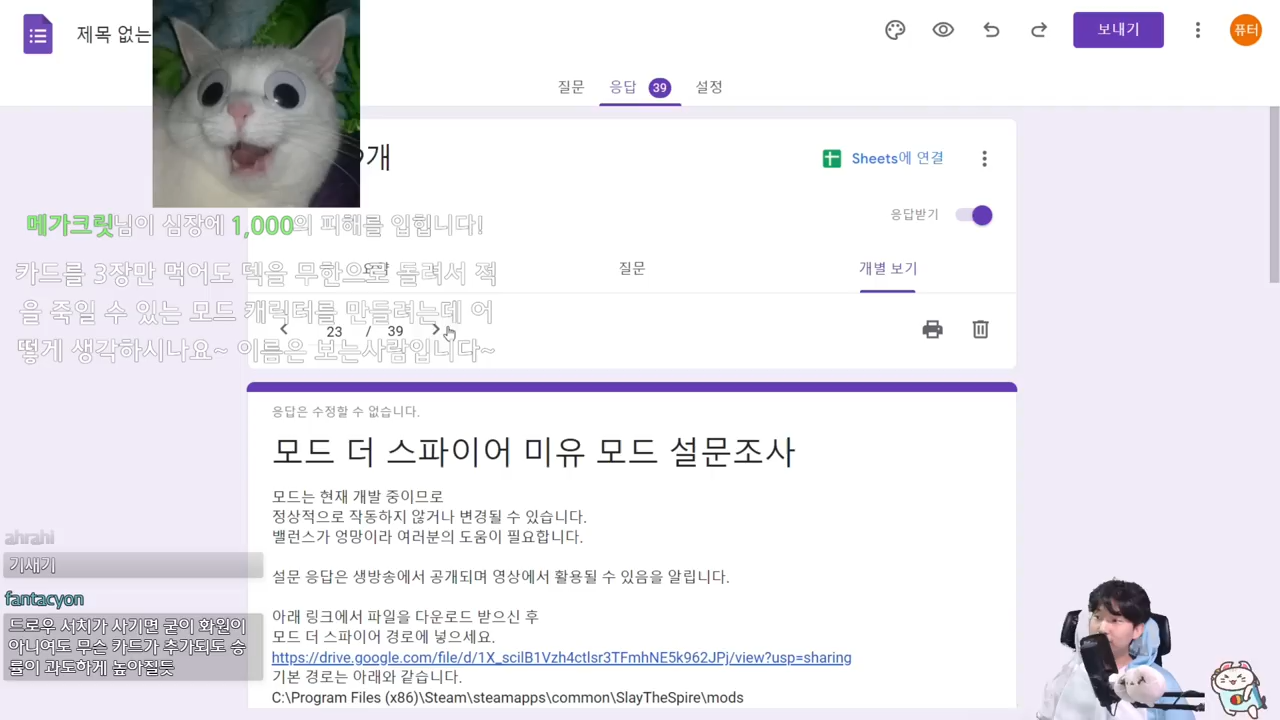 제목 없는
보내기
퓨터
질문
응답 39
설정
개
Sheets에 연결
응답받기
메가크릿님이 심장에 1,000의 피해를 입힙니다!
카드를 3장만 먹어도 덱을 무한으로 돌려서 적
을 죽일 수 있는 모드 캐릭터를 만들려는데 어
떻게 생각하시나요~ 이름은 보는사람입니다~
요약
질문
개별 보기
23 / 39
응답은 수정할 수 없습니다.
모드 더 스파이어 미유 모드 설문조사
모드는 현재 개발 중이므로
정상적으로 작동하지 않거나 변경될 수 있습니다.
밸런스가 엉망이라 여러분의 도움이 필요합니다.
설문 응답은 생방송에서 공개되며 영상에서 활용될 수 있음을 알립니다.
아래 링크에서 파일을 다운로드 받으신 후
모드 더 스파이어 경로에 넣으세요.
https://drive.google.com/file/d/1X_scilB1Vzh4ctlsr3TFmhNE5k962JPj/view?usp=sharing
기본 경로는 아래와 같습니다.
C:\Program Files (x86)\Steam\steamapps\common\SlayTheSpire\mods
ahrahi
기새기
fantacyon
드로우 서치가 사기면 굳이 화원이
아니여도 무슨 카드가 추가되도 승
률이 과도하게 높아질듯